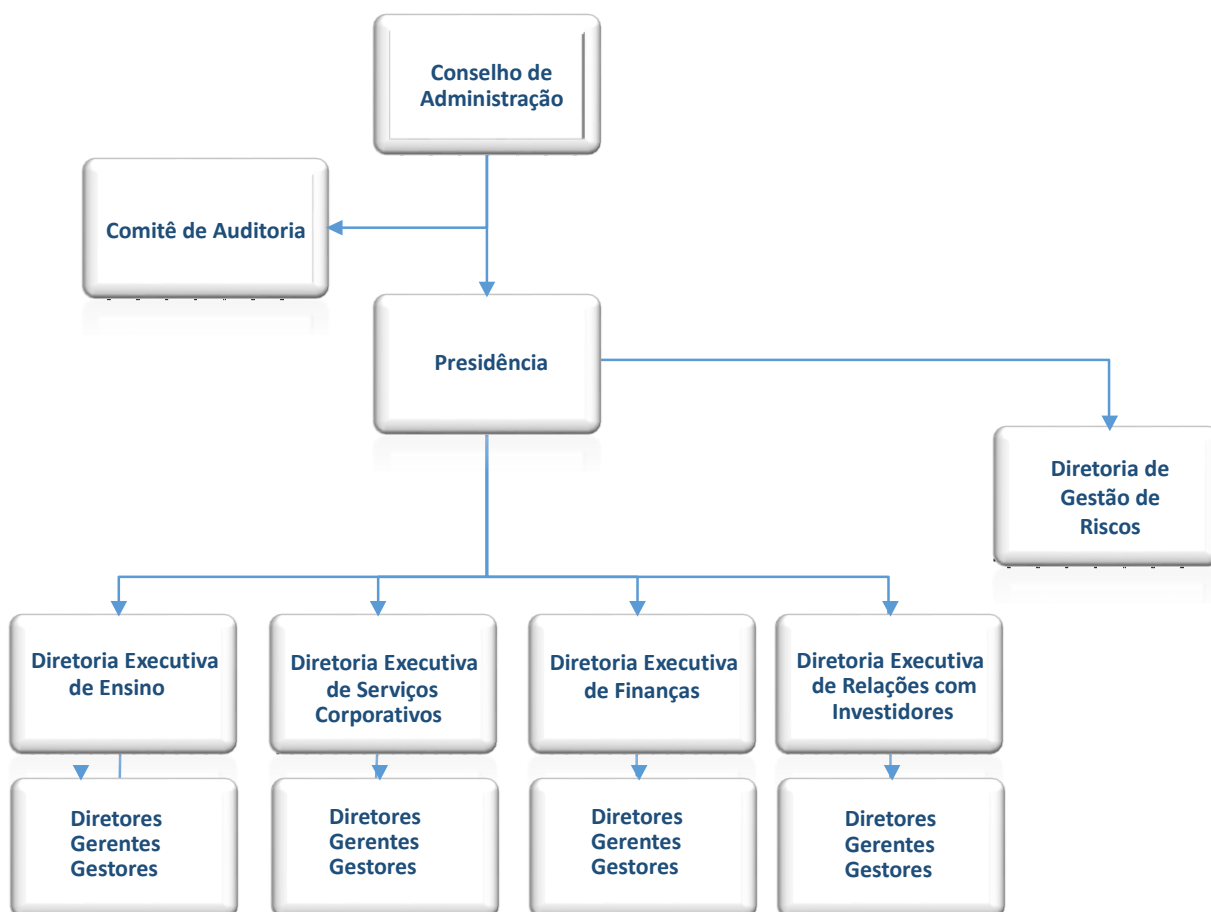 Conselho de
Administração
Comitê de Auditoria
Presidência
Diretoria de
Gestão de
Riscos
Diretoria Executiva
de Ensino
Diretoria Executiva
de Serviços
Corporativos
Diretoria Executiva
de Finanças
Diretoria Executiva
de Relações com
Investidores
Diretores
Gerentes
Gestores
Diretores
Gerentes
Gestores
Diretores
Gerentes
Gestores
Diretores
Gerentes
Gestores